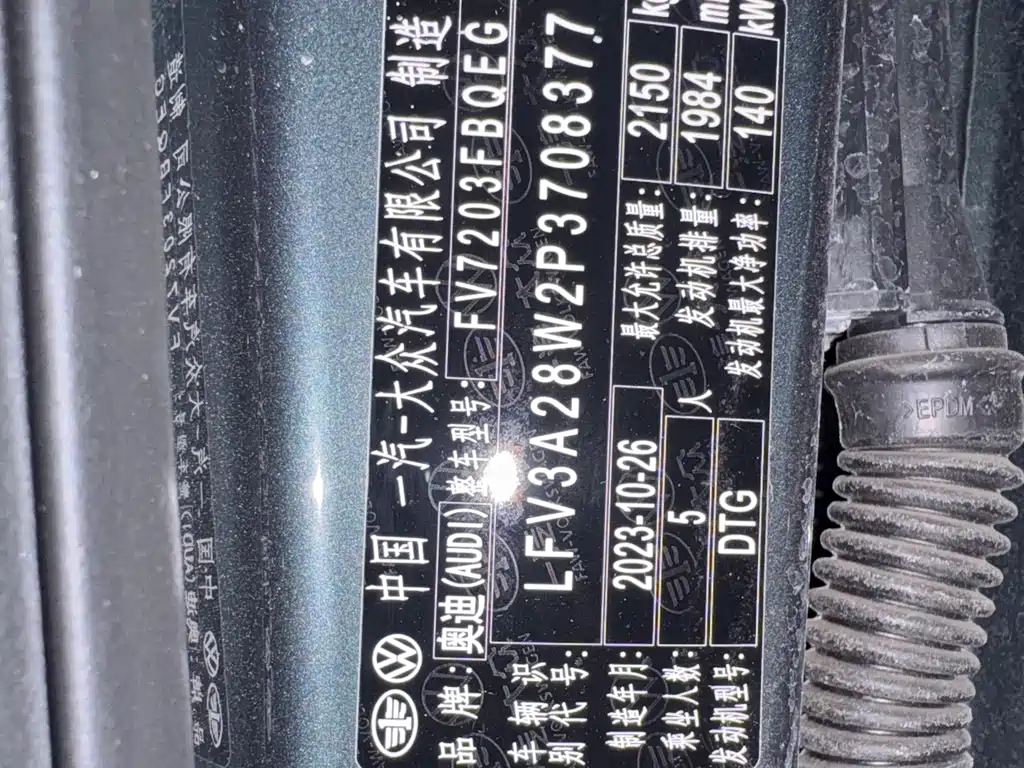 中国 一汽-大众汽车有限公司 制造
品牌: 奥迪(AUDI) 整车型号: FV7203FBQEG
车辆识别代号: LFV3A28W2P3708377
制造年月: 2023-10-26 最大允许总质量: 2150 kg
乘坐人数: 5 人 发动机排量: 1984 ml
发动机型号: DTG 发动机最大净功率: 140 kW
>EPDM<